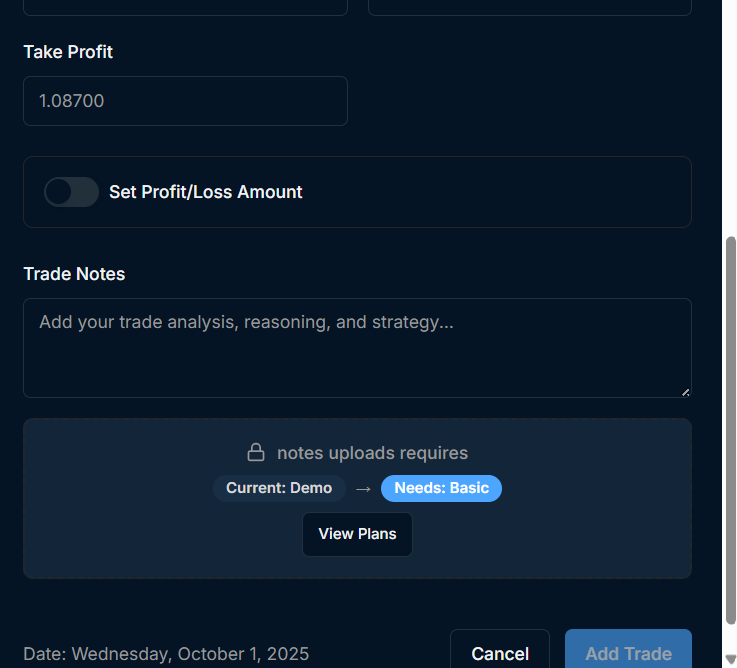 Take Profit
1.08700
Set Profit/Loss Amount
Trade Notes
Add your trade analysis, reasoning, and strategy...
notes uploads requires
Current: Demo → Needs: Basic
View Plans
Date: Wednesday, October 1, 2025 Cancel Add Trade